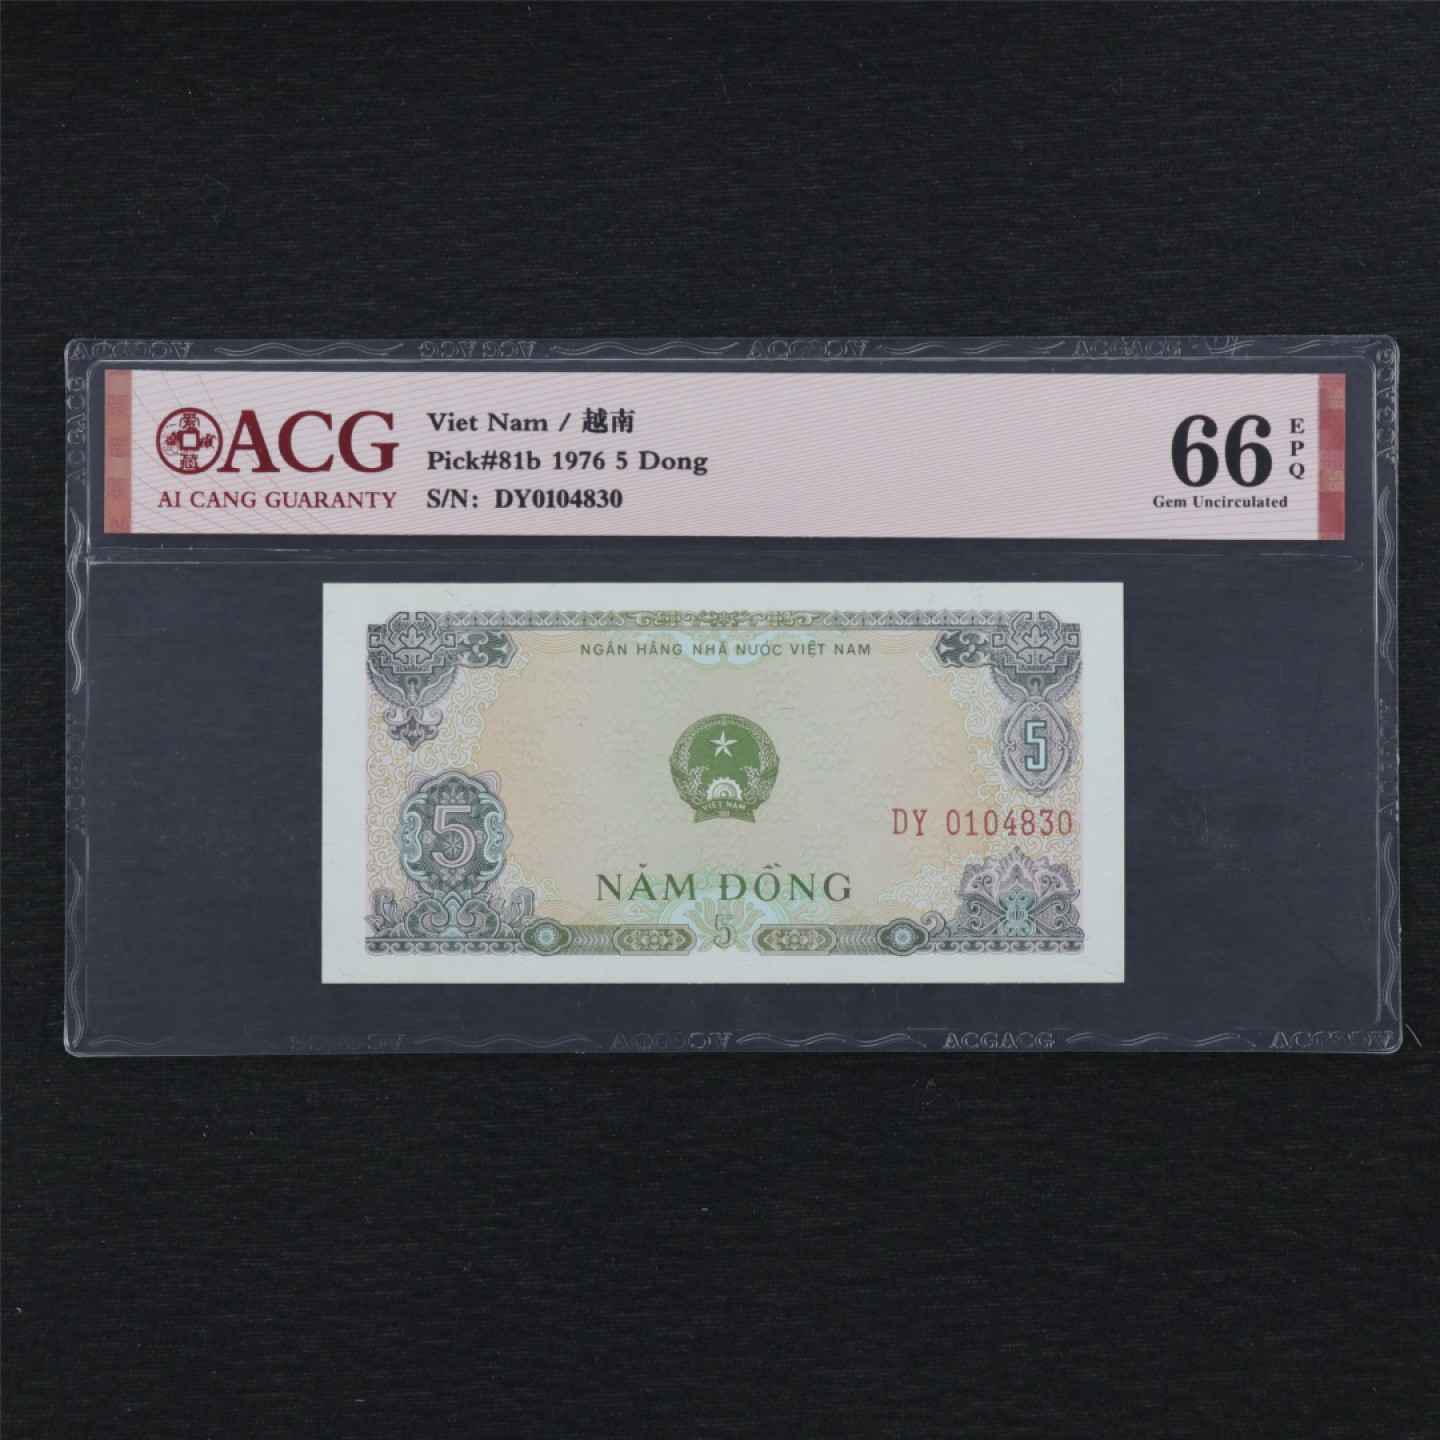 ACG
AI CANG GUARANTY
Viet Nam / 越南
Pick#81b 1976 5 Dong
S/N: DY0104830
66
EPQ
Gem Uncirculated
NGÂN HÀNG NHÀ NƯỚC VIỆT NAM
5
VIỆT NAM
5
DY 0104830
NĂM ĐỒNG
5
ACGACG